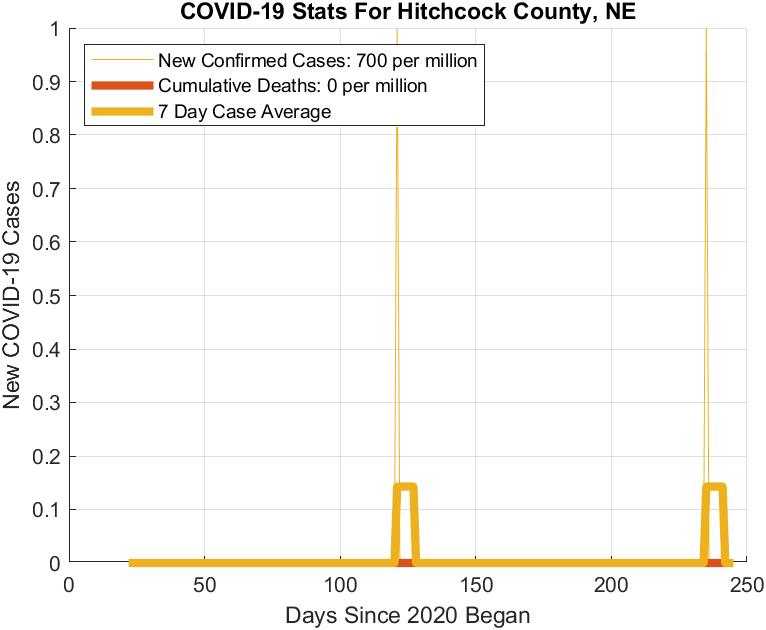 COVID-19 Stats For Hitchcock County, NE
1
New Confirmed Cases: 700 per million
0.9
Cumulative Deaths: 0 per million
7 Day Case Average
0.8
0.7
0.6
0.5
0.4
0.3
0.2
0.1
0
New COVID-19 Cases
0 50 100 150 200 250
Days Since 2020 Began